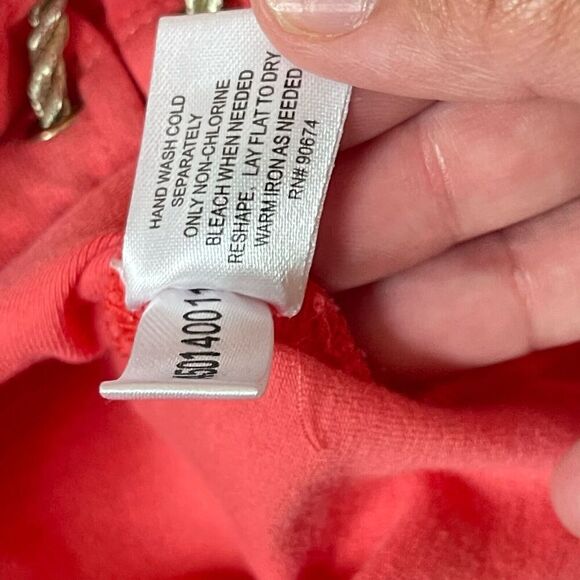 HAND WASH COLD
SEPARATELY
ONLY NON-CHLORINE
BLEACH WHEN NEEDED
RESHAPE, LAY FLAT TO DRY
WARM IRON AS NEEDED
RN# 90674